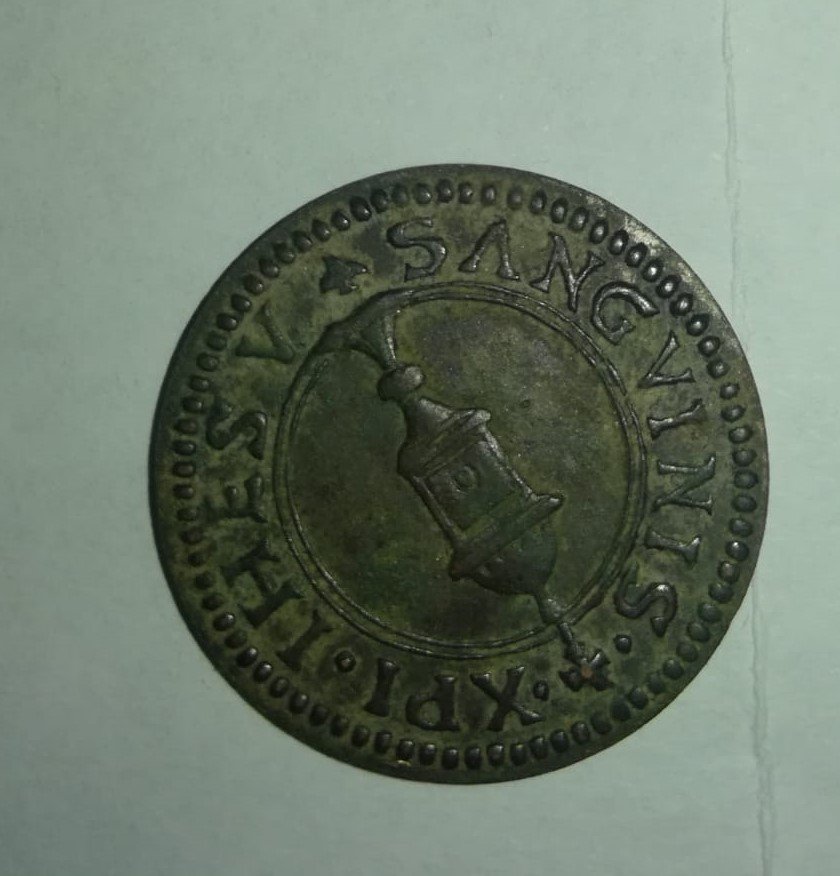 ✠ SANGVINIS · XPI · IHESV